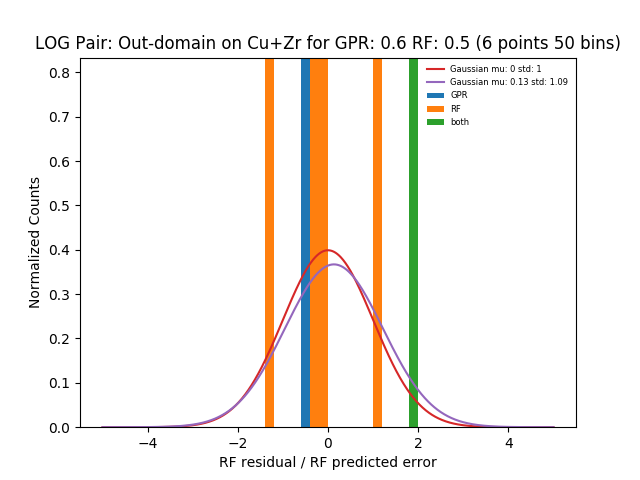 LOG Pair: Out-domain on Cu+Zr for GPR: 0.6 RF: 0.5 (6 points 50 bins)
Gaussian mu: 0 std: 1
Gaussian mu: 0.13 std: 1.09
GPR
RF
both
Normalized Counts
0.8
0.7
0.6
0.5
0.4
0.3
0.2
0.1
0.0
−4 −2 0 2 4
RF residual / RF predicted error